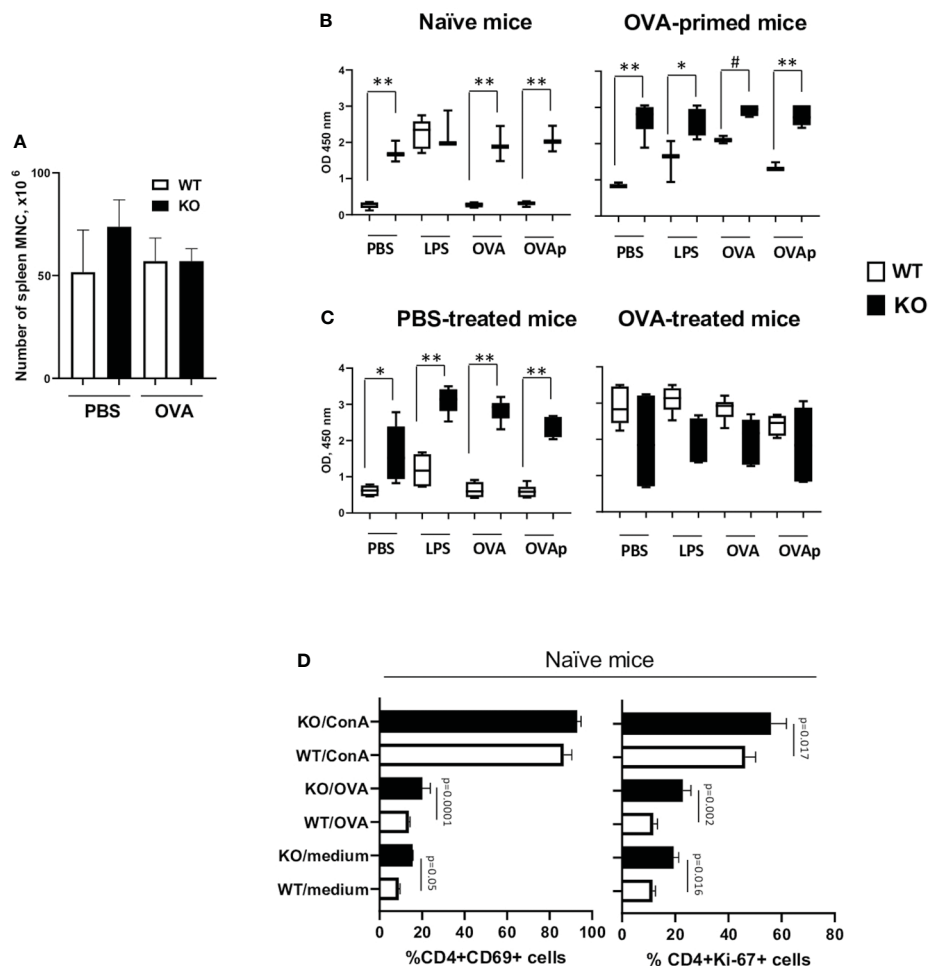 A
Number of spleen MNC, x10 6
100
50
0
WT
KO
PBS
OVA
B
Naïve mice
OVA-primed mice
OD 450 nm
4
3
2
1
0
**
**
**
**
*
#
**
PBS
LPS
OVA
OVAp
PBS
LPS
OVA
OVAp
WT
KO
C
PBS-treated mice
OVA-treated mice
OD, 450 nm
4
3
2
1
0
*
**
**
**
PBS
LPS
OVA
OVAp
PBS
LPS
OVA
OVAp
D
Naïve mice
KO/ConA
WT/ConA
KO/OVA
WT/OVA
KO/medium
WT/medium
p=0.0001
p=0.05
0 20 40 60 80 100
%CD4+CD69+ cells
p=0.017
p=0.002
p=0.016
0 20 40 60 80
% CD4+Ki-67+ cells